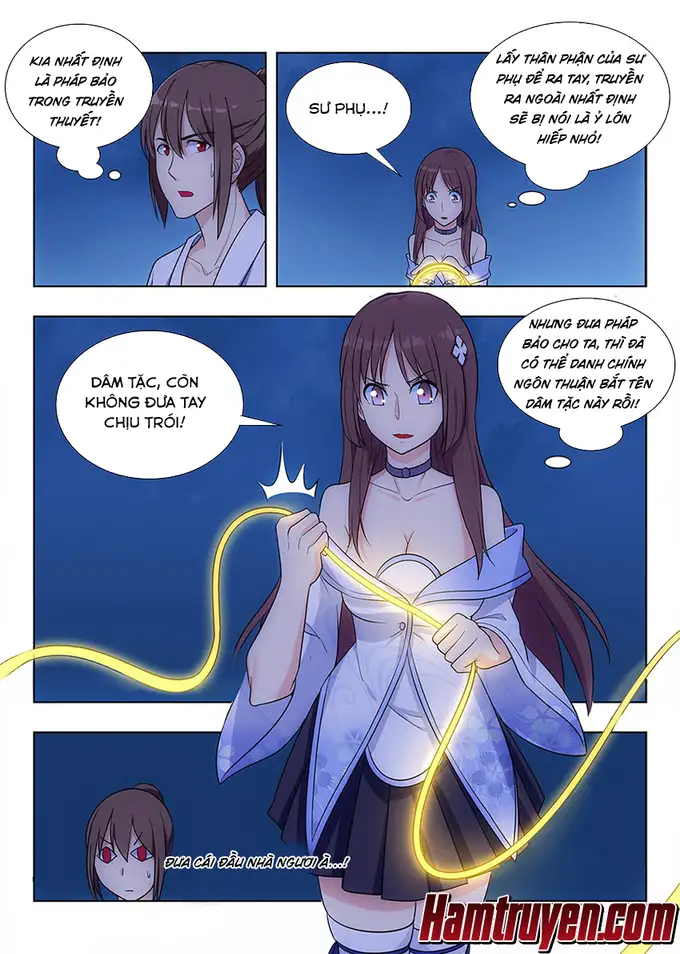 KIA NHẤT ĐỊNH
LÀ PHÁP BẢO
TRONG TRUYỀN
THUYẾT!
SƯ PHỤ...!
LẤY THÂN PHẬN CỦA SƯ
PHỤ ĐỂ RA TAY, TRUYỀN
RA NGOÀI NHẤT ĐỊNH
SẼ BỊ NÓI LÀ Ỷ LỚN
HIẾP NHỎ!
DÂM TẶC, CÒN
KHÔNG ĐƯA TAY
CHỊU TRÓI!
NHƯNG ĐƯA PHÁP
BẢO CHO TA, THÌ ĐÃ
CÓ THỂ DANH CHÍNH
NGÔN THUẬN BẮT TÊN
DÂM TẶC NÀY RỒI!
ĐƯA CÁI ĐẦU NHÀ NGƯƠI À...!
Hamtruyen.com